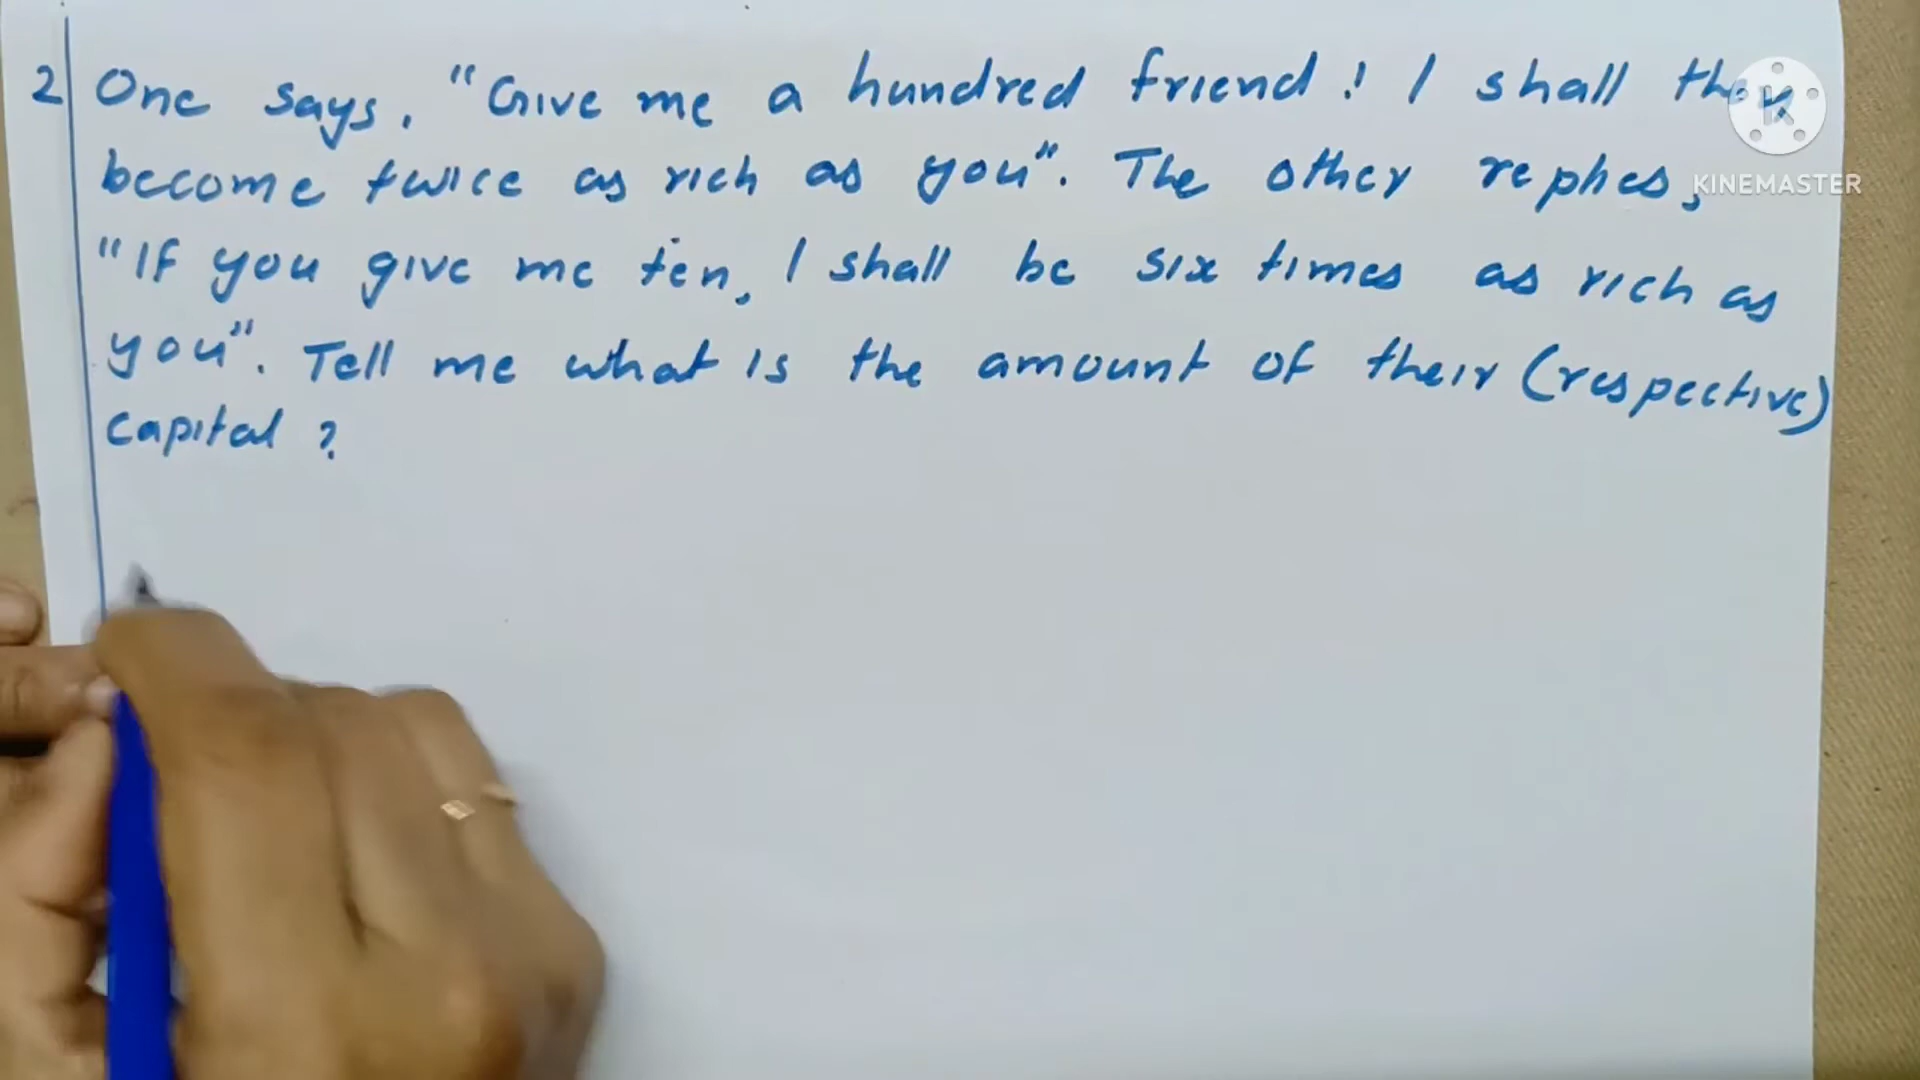 2 One says, "Give me a hundred friend! I shall then
become twice as rich as you". The other rephes,
"If you give me ten, I shall be six times as rich as
you". Tell me what is the amount of their (respective)
capital ?
K
KINEMASTER